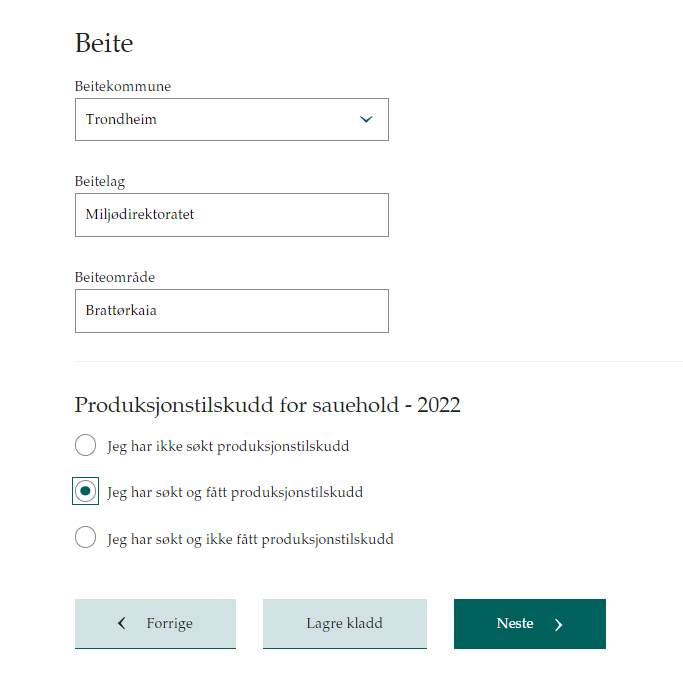 Beite
Beitekommune
Trondheim
Beitelag
Miljødirektoratet
Beiteområde
Brattørkaia
Produksjonstilskudd for sauehold - 2022
Jeg har ikke søkt produksjonstilskudd
Jeg har søkt og fått produksjonstilskudd
Jeg har søkt og ikke fått produksjonstilskudd
Forrige
Lagre kladd
Neste